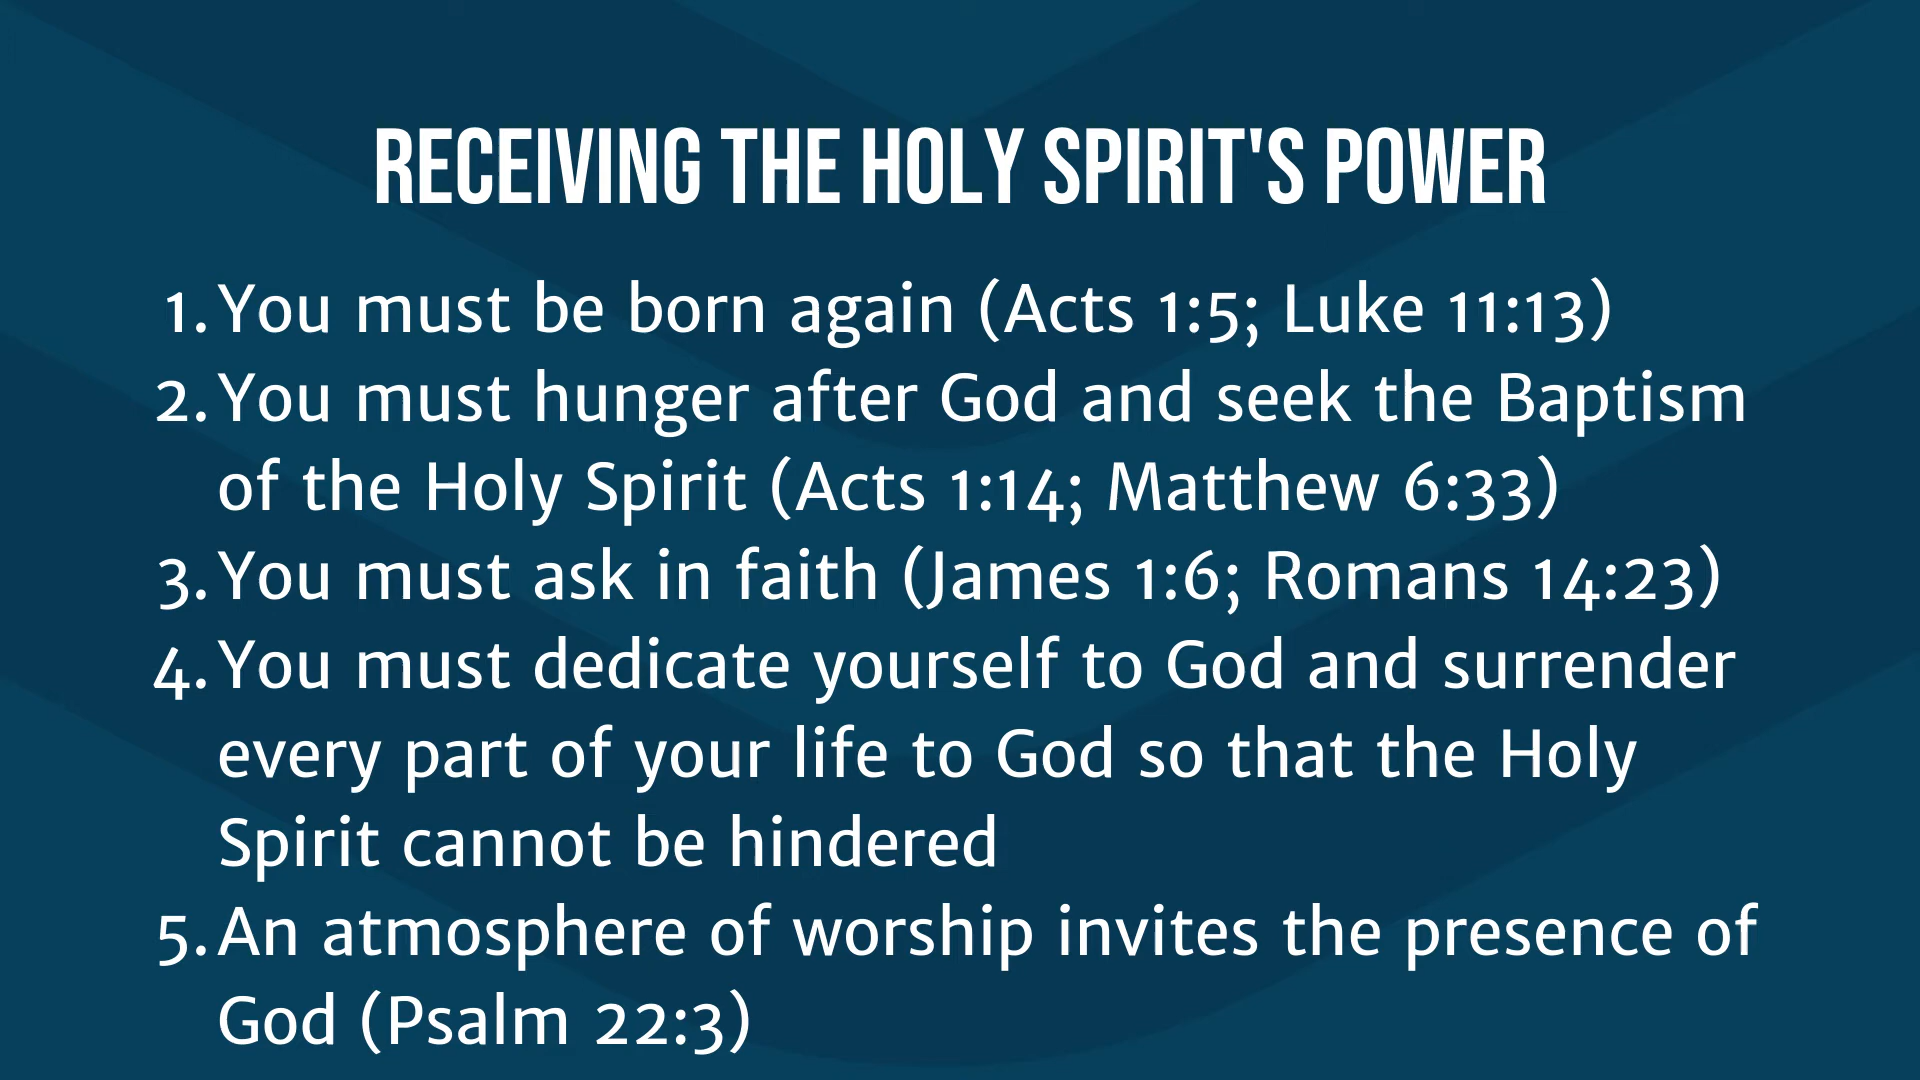 RECEIVING THE HOLY SPIRIT'S POWER
1. You must be born again (Acts 1:5; Luke 11:13)
2. You must hunger after God and seek the Baptism
of the Holy Spirit (Acts 1:14; Matthew 6:33)
3. You must ask in faith (James 1:6; Romans 14:23)
4. You must dedicate yourself to God and surrender
every part of your life to God so that the Holy
Spirit cannot be hindered
5. An atmosphere of worship invites the presence of
God (Psalm 22:3)